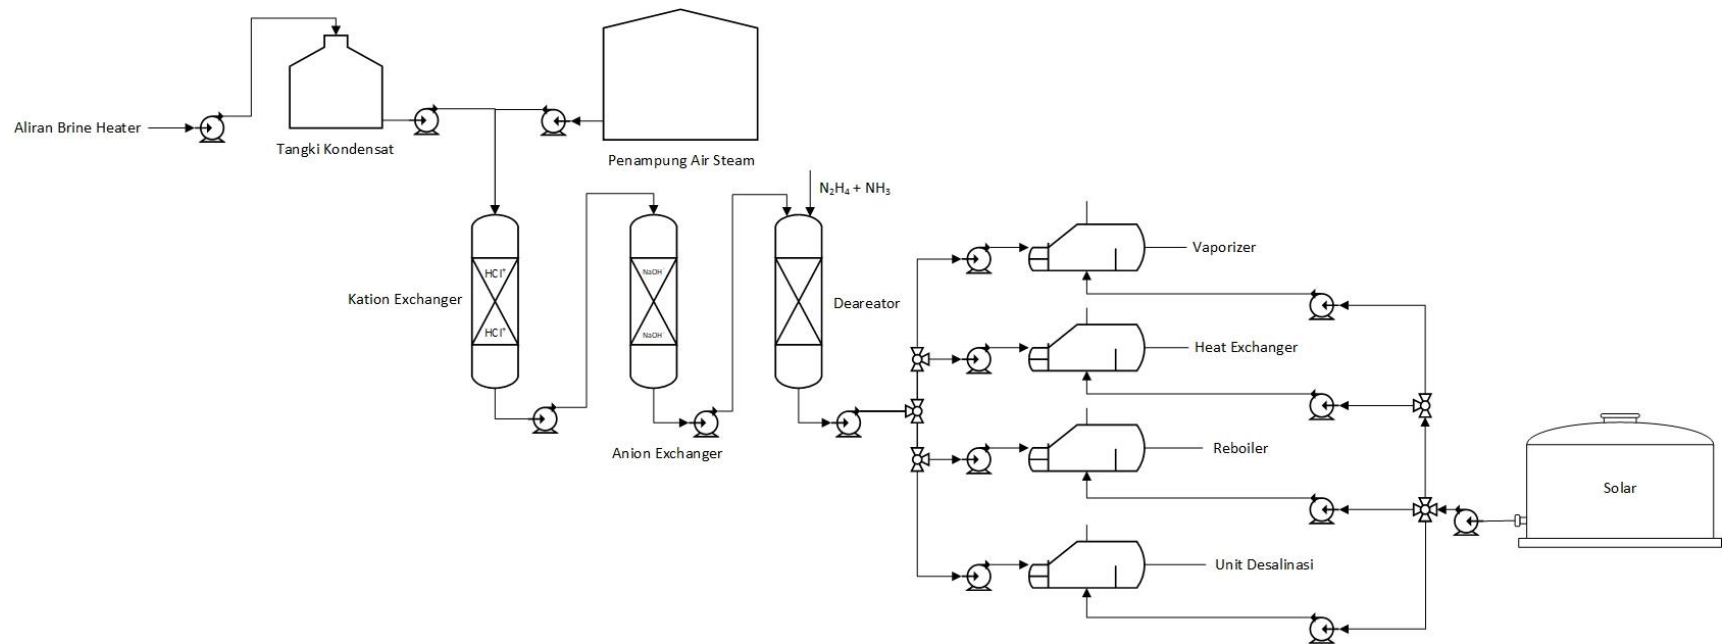 Aliran Brine Heater
Tangki Kondensat
Penampung Air Steam
N₂H₄ + NH₃
HCl⁺
HCl⁺
Kation Exchanger
NaOH⁻
NaOH⁻
Anion Exchanger
Deareator
Vaporizer
Heat Exchanger
Reboiler
Unit Desalinasi
Solar